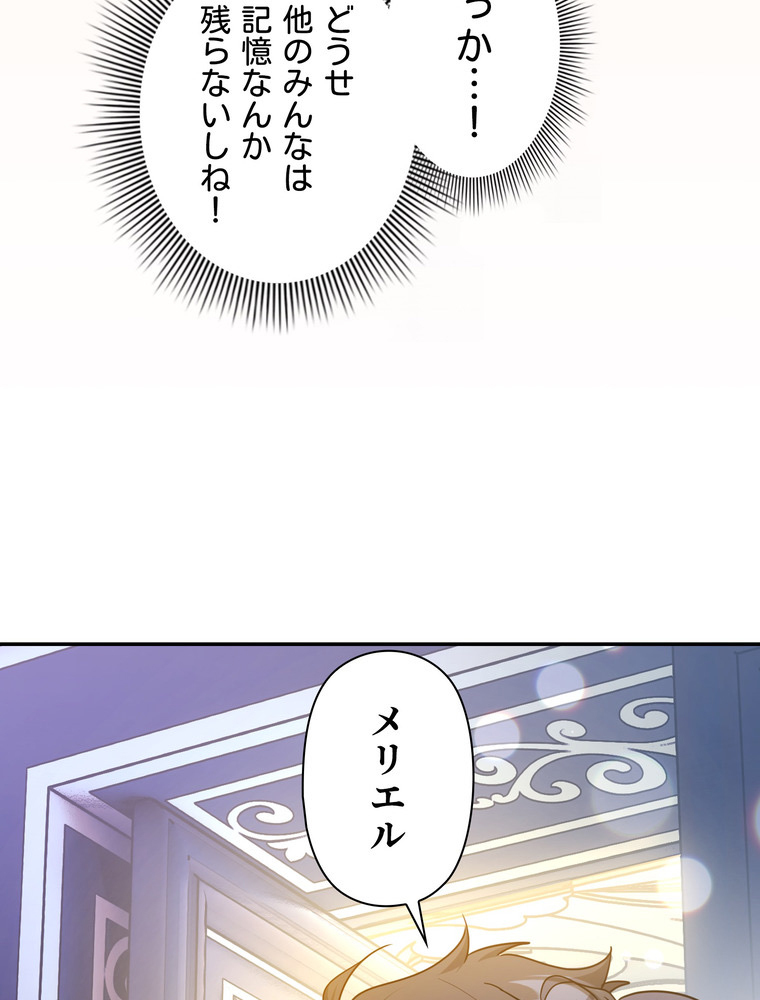 っか…！
どうせ
他のみんなは
記憶なんか
残らないしね！
メリエル